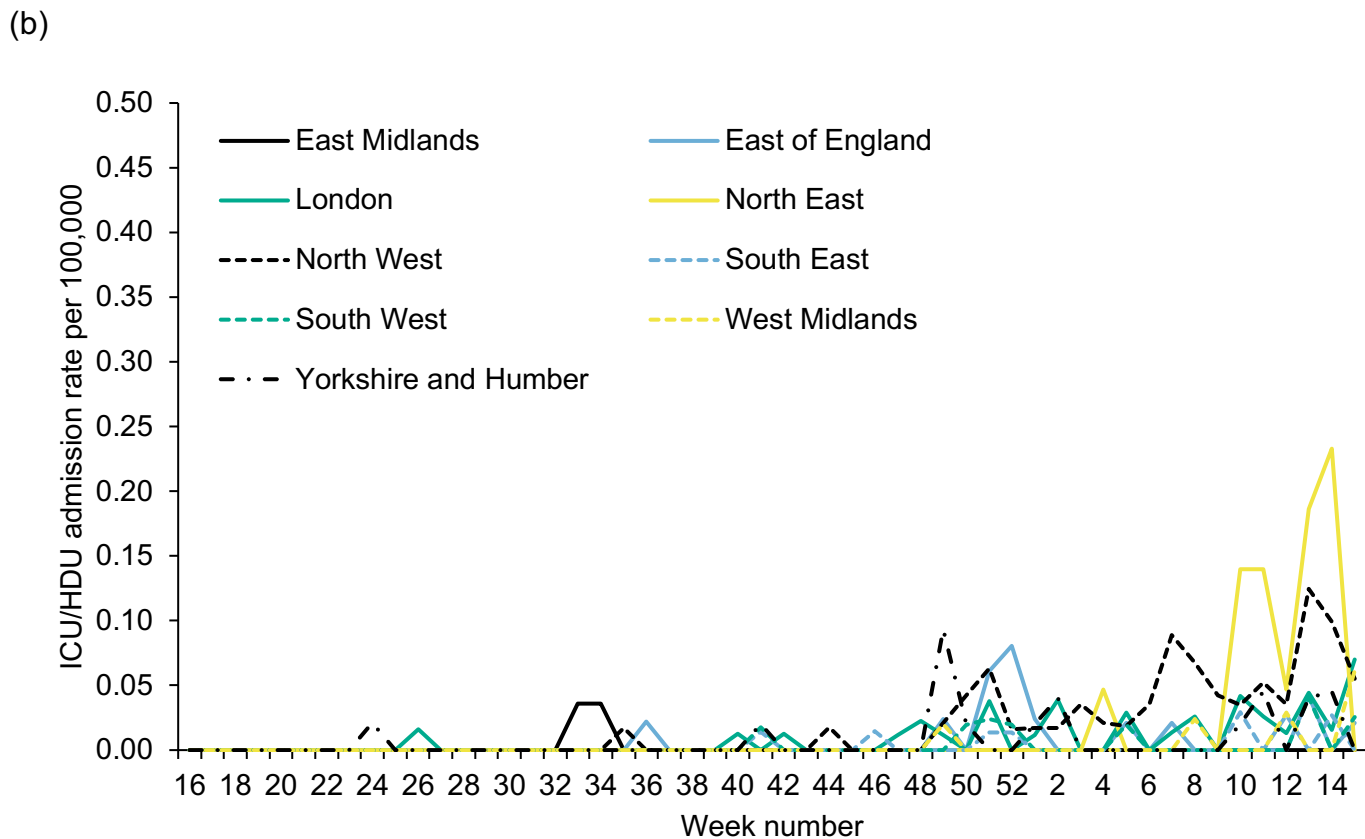 (b)
ICU/HDU admission rate per 100,000
0.50
0.45
0.40
0.35
0.30
0.25
0.20
0.15
0.10
0.05
0.00
East Midlands East of England
London North East
North West South East
South West West Midlands
Yorkshire and Humber
16 18 20 22 24 26 28 30 32 34 36 38 40 42 44 46 48 50 52 2 4 6 8 10 12 14
Week number